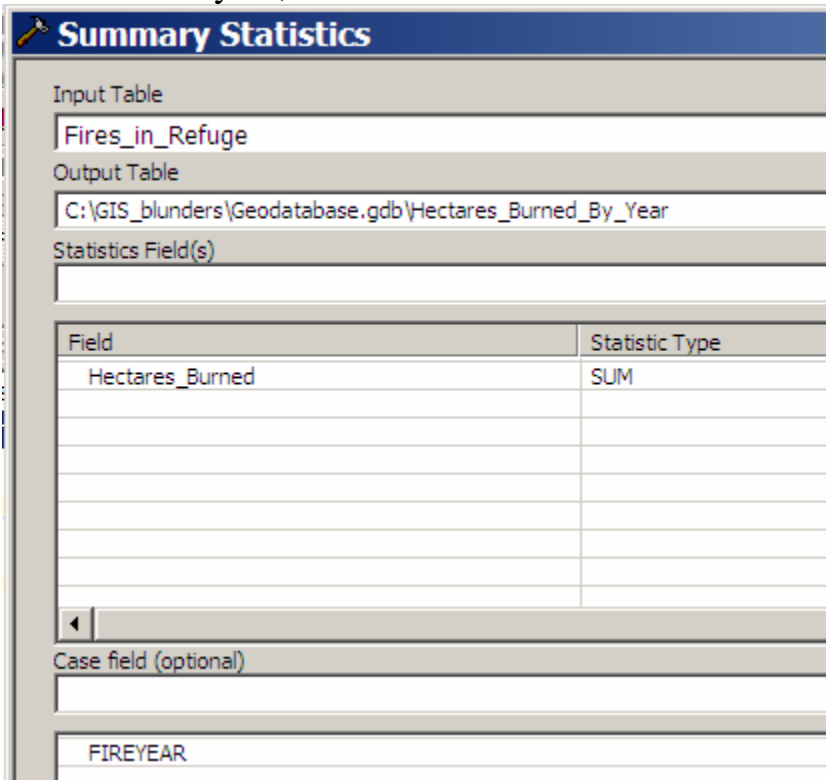 Summary Statistics
Input Table
Fires_in_Refuge
Output Table
C:\GIS_blunders\Geodatabase.gdb\Hectares_Burned_By_Year
Statistics Field(s)
Field Statistic Type
Hectares_Burned SUM
Case field (optional)
FIREYEAR